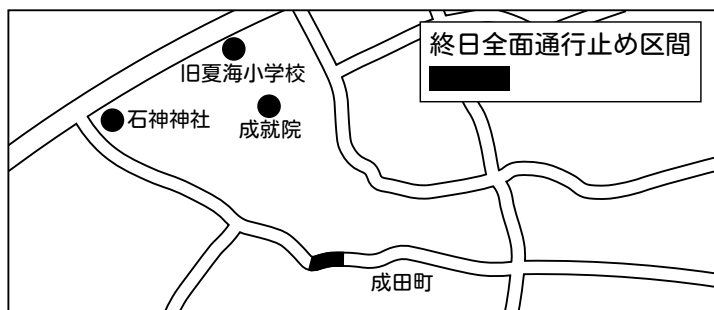 終日全面通行止め区間
旧夏海小学校
石神神社
成就院
成田町